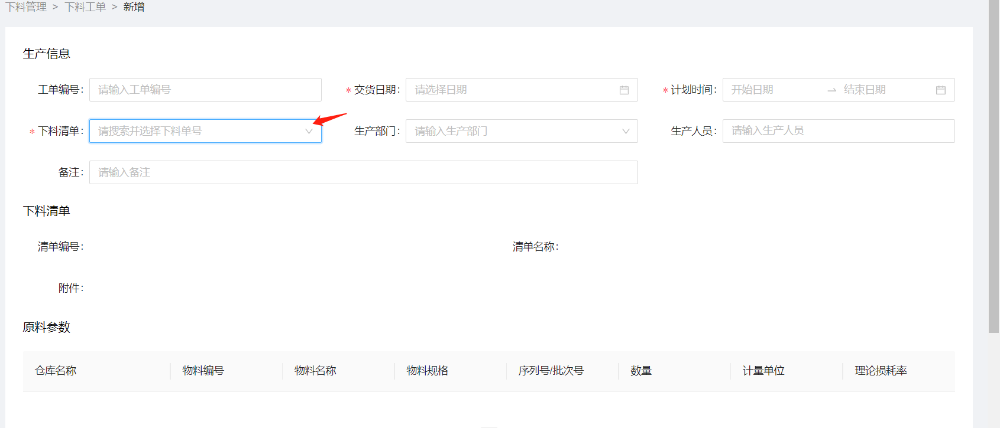 下料管理 > 下料工单 > 新增
生产信息
工单编号: 请输入工单编号 * 交货日期: 请选择日期 * 计划时间: 开始日期 → 结束日期
* 下料清单: 请搜索并选择下料单号 生产部门: 请输入生产部门 生产人员: 请输入生产人员
备注: 请输入备注
下料清单
清单编号: 清单名称:
附件:
原料参数
仓库名称 物料编号 物料名称 物料规格 序列号/批次号 数量 计量单位 理论损耗率